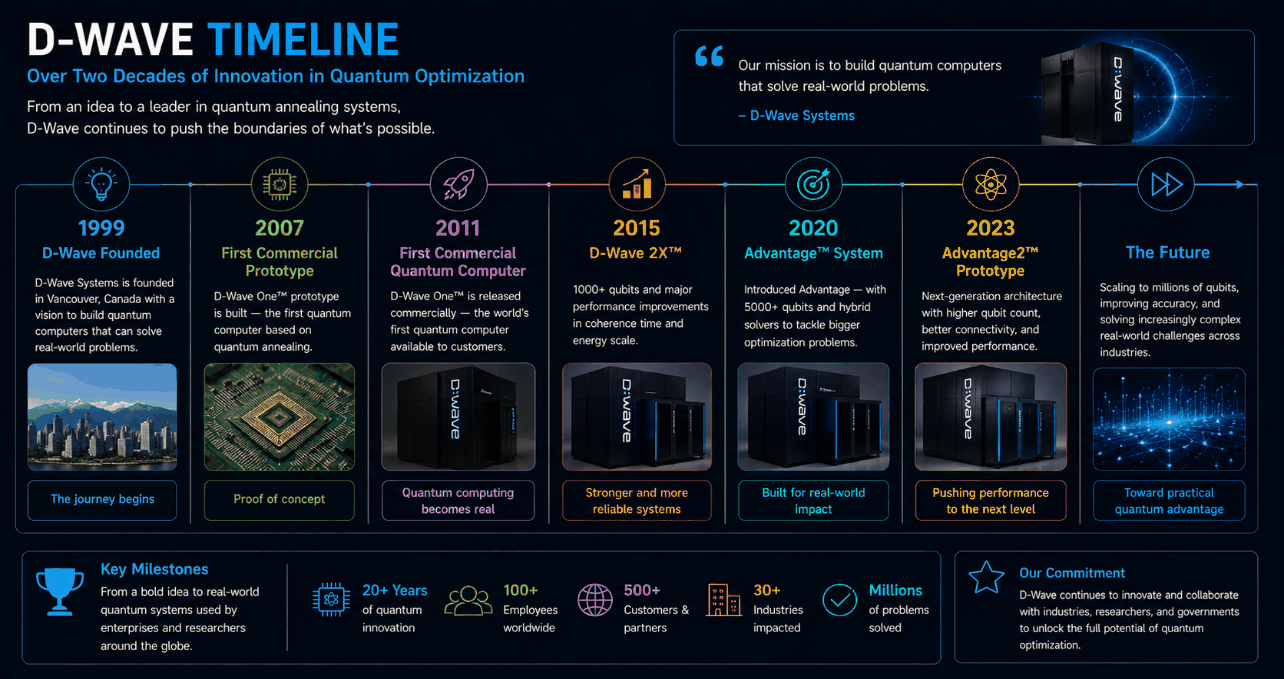 D-WAVE TIMELINE
Over Two Decades of Innovation in Quantum Optimization
From an idea to a leader in quantum annealing systems,
D-Wave continues to push the boundaries of what's possible.
“
Our mission is to build quantum computers
that solve real-world problems.
– D-Wave Systems
D:wave
1999
D-Wave Founded
D-Wave Systems is founded
in Vancouver, Canada with a
vision to build quantum
computers that can solve
real-world problems.
The journey begins
2007
First Commercial
Prototype
D-Wave One™ prototype
is built — the first quantum
computer based on
quantum annealing.
Proof of concept
2011
First Commercial
Quantum Computer
D-Wave One™ is released
commercially — the world's
first quantum computer
available to customers.
D:wave
Quantum computing
becomes real
2015
D-Wave 2X™
1000+ qubits and major
performance improvements
in coherence time and
energy scale.
D:wave
Stronger and more
reliable systems
2020
Advantage™ System
Introduced Advantage — with
5000+ qubits and hybrid
solvers to tackle bigger
optimization problems.
D:wave
Built for real-world
impact
2023
Advantage2™
Prototype
Next-generation architecture
with higher qubit count,
better connectivity, and
improved performance.
D:wave
Pushing performance
to the next level
The Future
Scaling to millions of qubits,
improving accuracy, and
solving increasingly complex
real-world challenges across
industries.
Toward practical
quantum advantage
Key Milestones
From a bold idea to real-world
quantum systems used by
enterprises and researchers
around the globe.
20+ Years
of quantum
innovation
100+
Employees
worldwide
500+
Customers &
partners
30+
Industries
impacted
Millions
of problems
solved
Our Commitment
D-Wave continues to innovate and collaborate
with industries, researchers, and governments
to unlock the full potential of quantum
optimization.